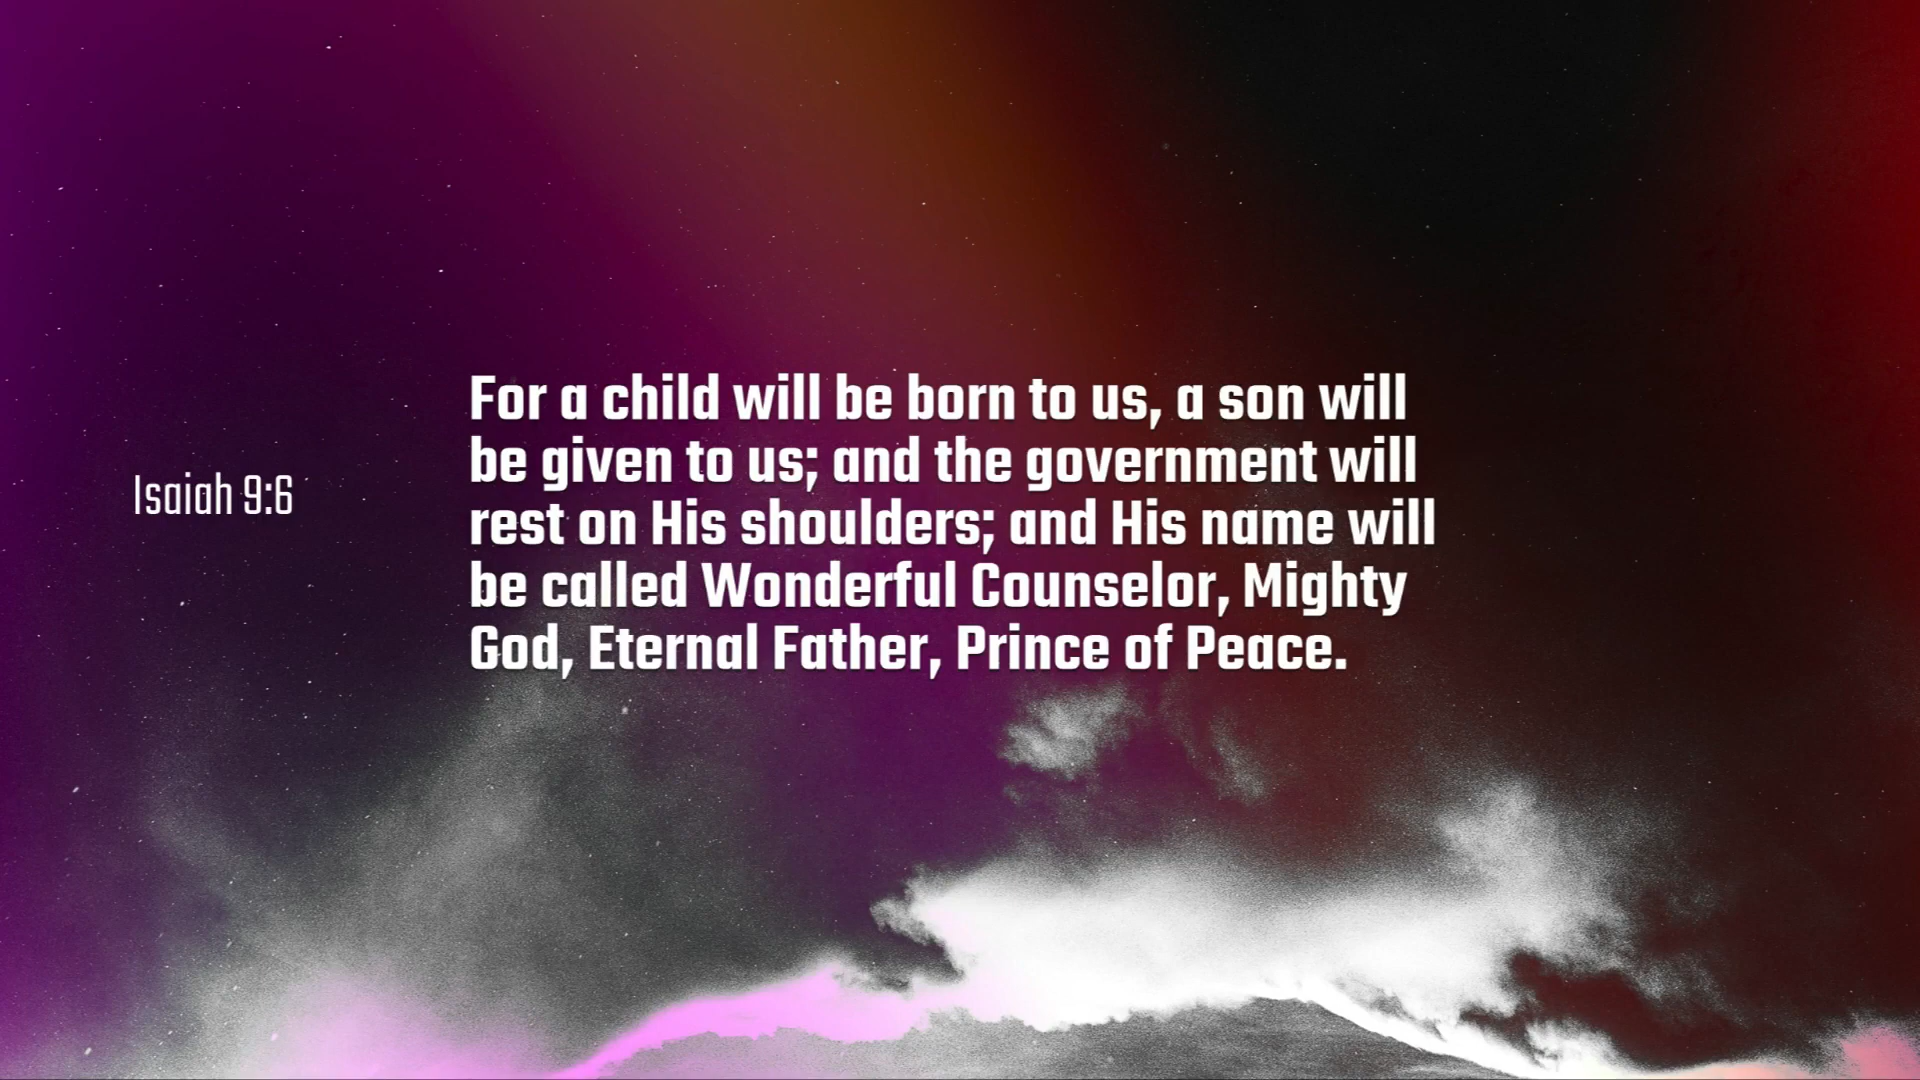 Isaiah 9:6
For a child will be born to us, a son will
be given to us; and the government will
rest on His shoulders; and His name will
be called Wonderful Counselor, Mighty
God, Eternal Father, Prince of Peace.